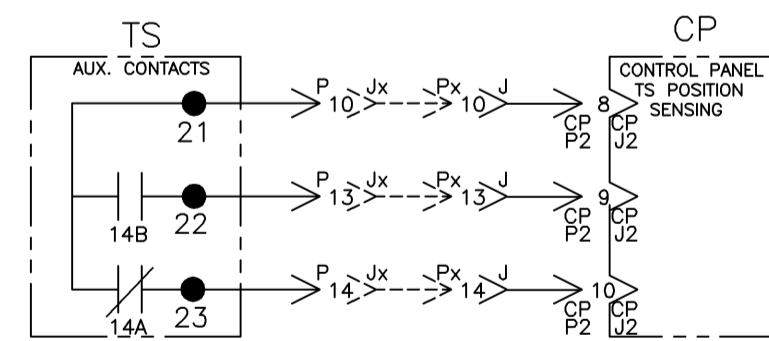 TS
CP
AUX. CONTACTS
CONTROL PANEL
TS POSITION
SENSING
P 10 Jx Px 10 J 8
21
CP P2 CP J2
P 13 Jx Px 13 J 9
14B 22
CP P2 CP J2
P 14 Jx Px 14 J 10
14A 23
CP P2 CP J2